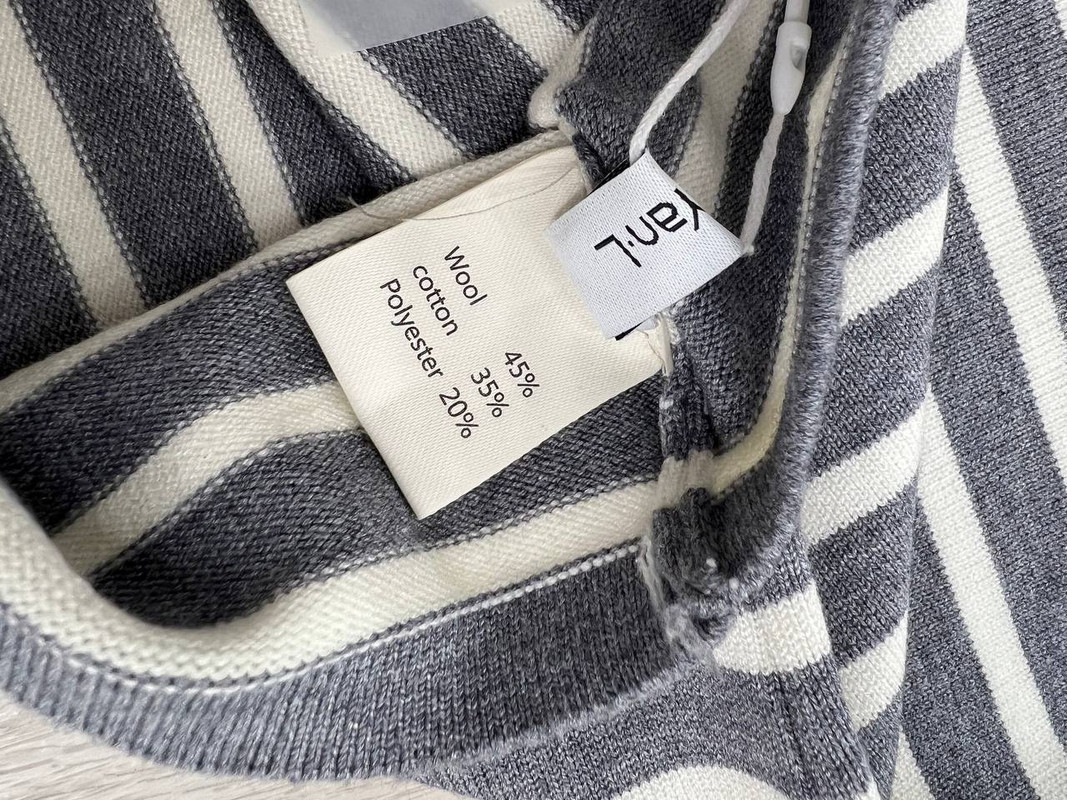 Wool 45%
cotton 35%
Polyester 20%
Yan·L